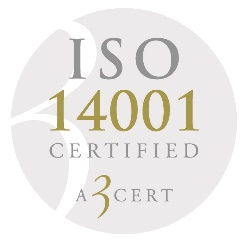 ISO
14001
CERTIFIED
A3CERT